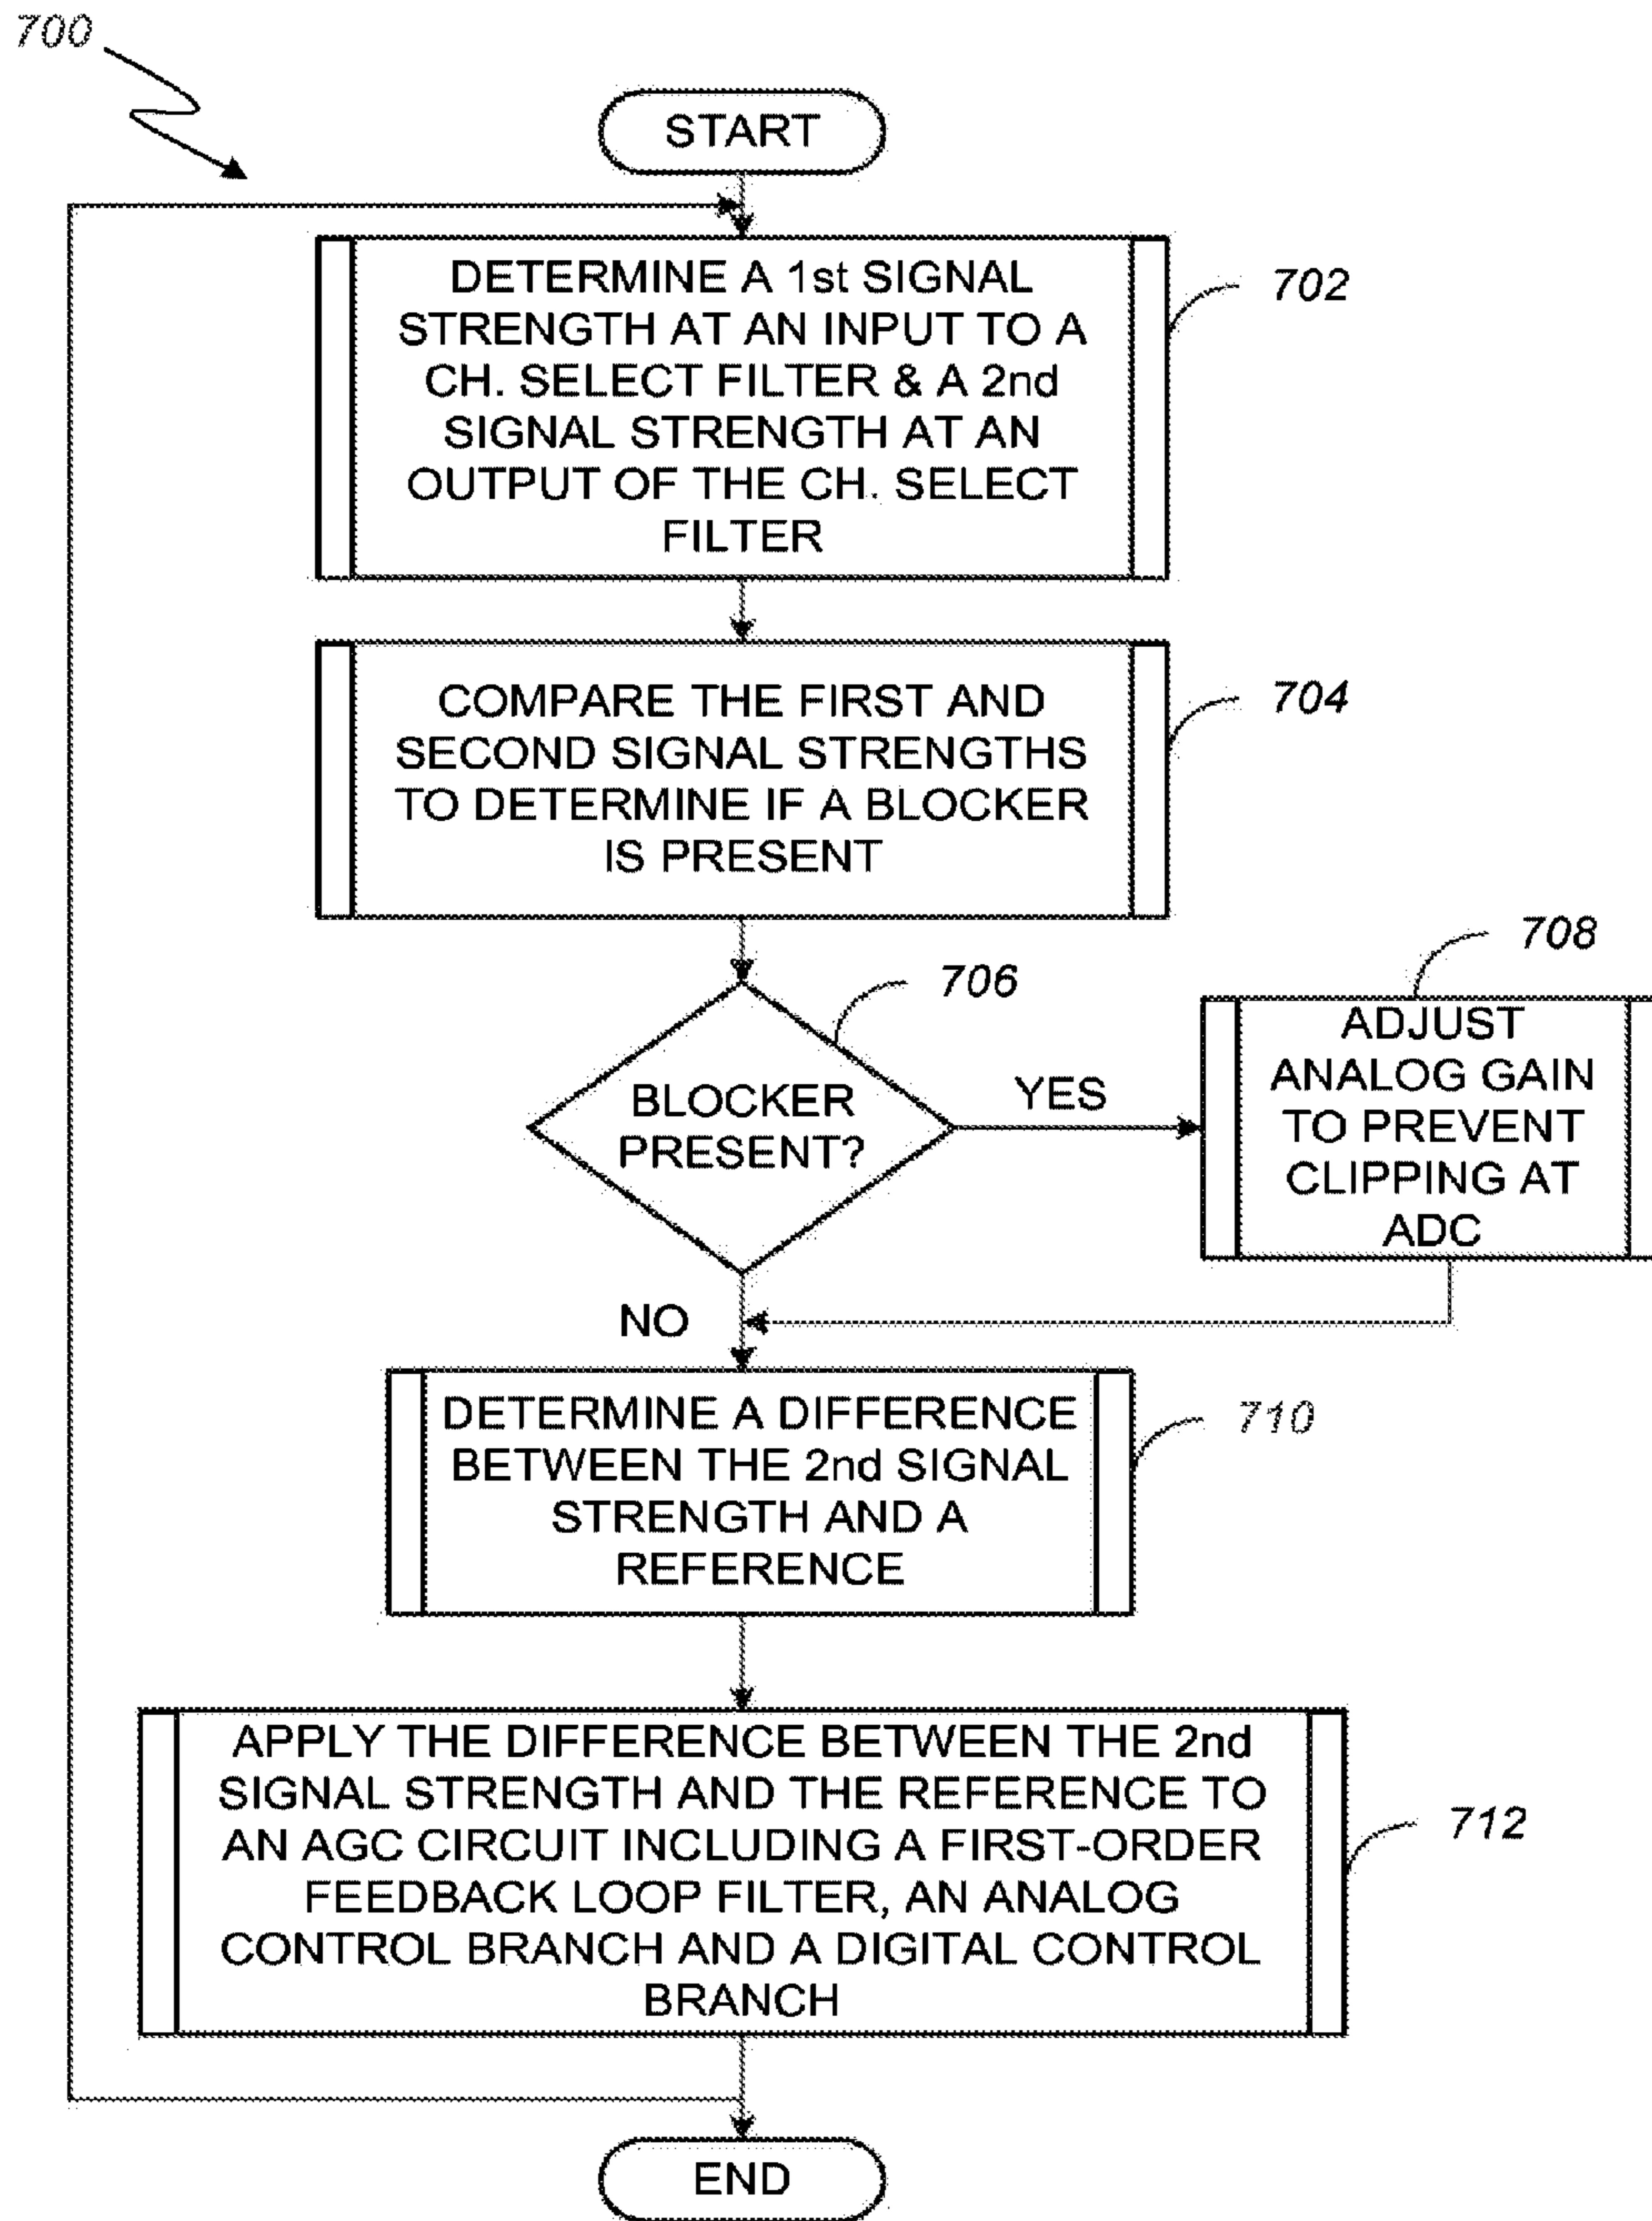 700
START
DETERMINE A 1st SIGNAL
STRENGTH AT AN INPUT TO A
CH. SELECT FILTER & A 2nd
SIGNAL STRENGTH AT AN
OUTPUT OF THE CH. SELECT
FILTER
702
COMPARE THE FIRST AND
SECOND SIGNAL STRENGTHS
TO DETERMINE IF A BLOCKER
IS PRESENT
704
BLOCKER
PRESENT?
706
YES
708
ADJUST
ANALOG GAIN
TO PREVENT
CLIPPING AT
ADC
NO
DETERMINE A DIFFERENCE
BETWEEN THE 2nd SIGNAL
STRENGTH AND A
REFERENCE
710
APPLY THE DIFFERENCE BETWEEN THE 2nd
SIGNAL STRENGTH AND THE REFERENCE TO
AN AGC CIRCUIT INCLUDING A FIRST-ORDER
FEEDBACK LOOP FILTER, AN ANALOG
CONTROL BRANCH AND A DIGITAL CONTROL
BRANCH
712
END